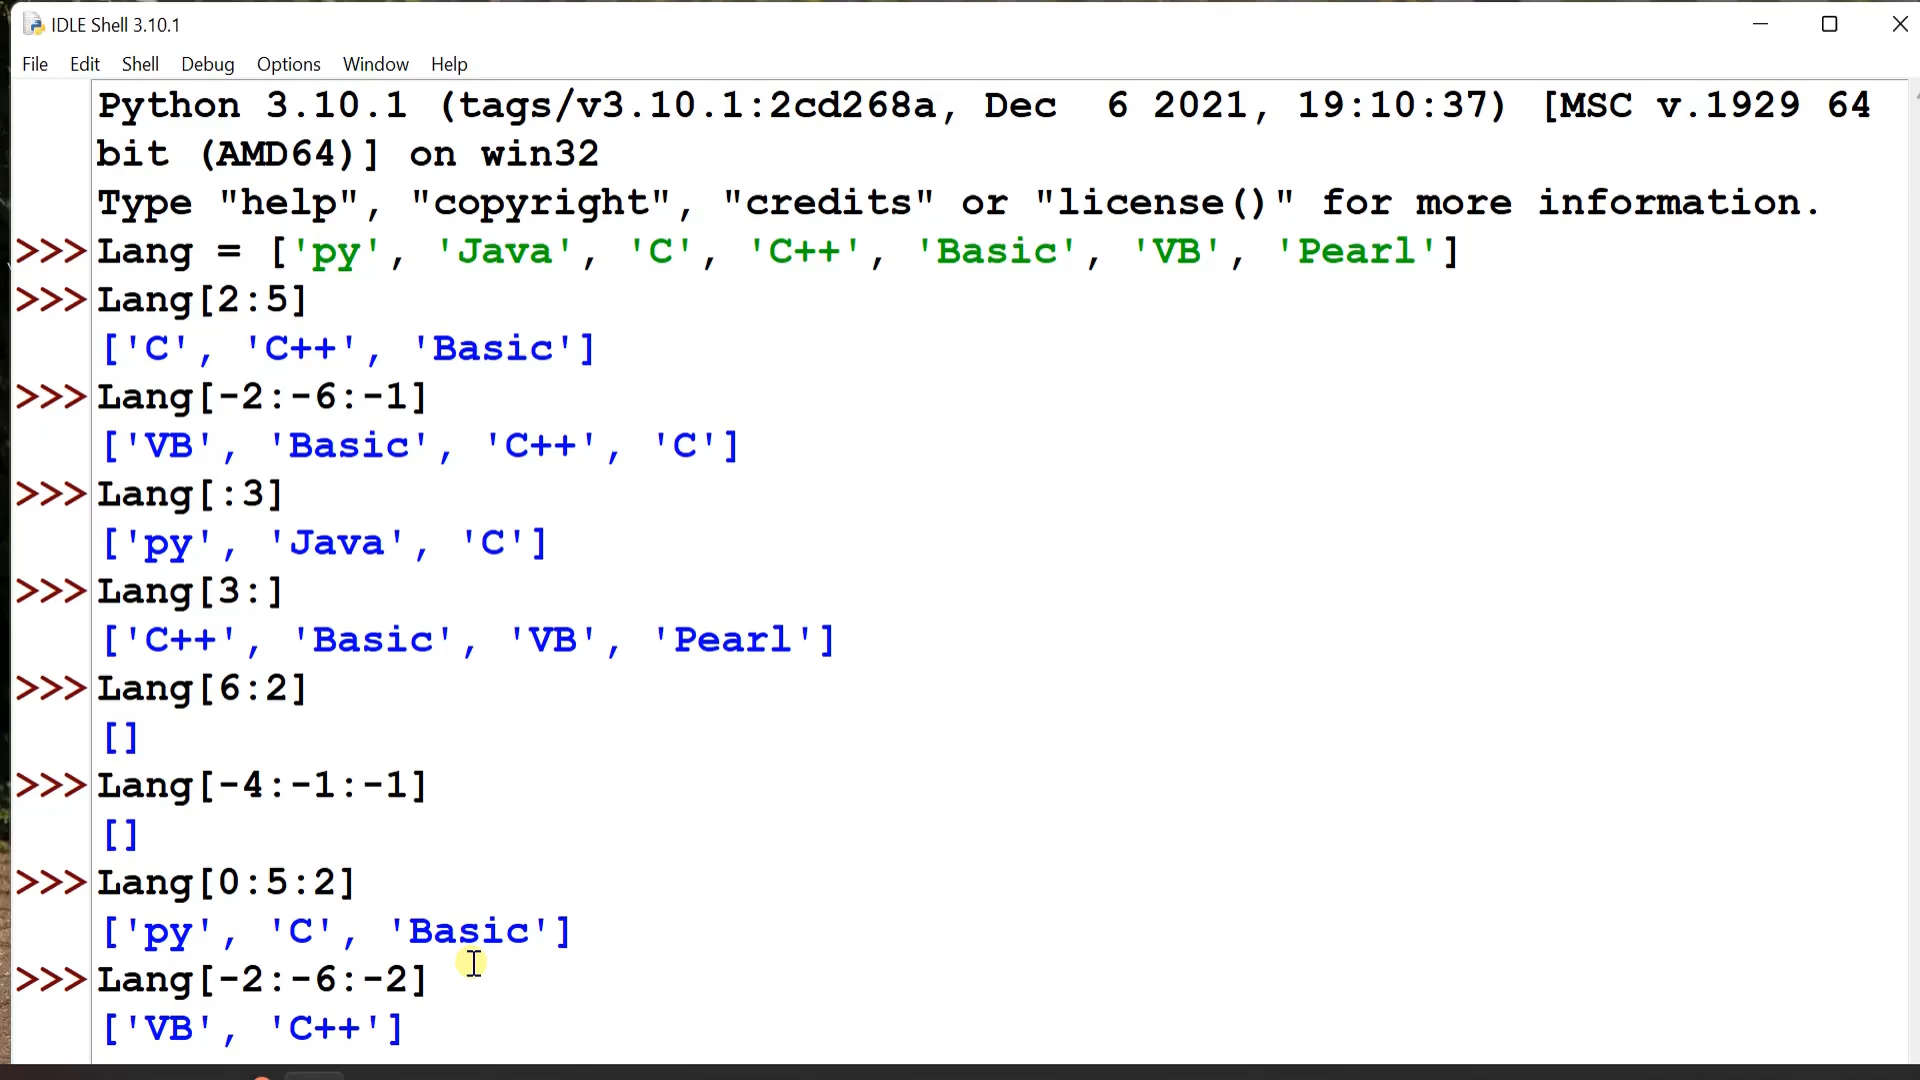 IDLE Shell 3.10.1
File Edit Shell Debug Options Window Help
Python 3.10.1 (tags/v3.10.1:2cd268a, Dec  6 2021, 19:10:37) [MSC v.1929 64
bit (AMD64)] on win32
Type "help", "copyright", "credits" or "license()" for more information.
>>> Lang = ['py', 'Java', 'C', 'C++', 'Basic', 'VB', 'Pearl']
>>> Lang[2:5]
['C', 'C++', 'Basic']
>>> Lang[-2:-6:-1]
['VB', 'Basic', 'C++', 'C']
>>> Lang[:3]
['py', 'Java', 'C']
>>> Lang[3:]
['C++', 'Basic', 'VB', 'Pearl']
>>> Lang[6:2]
[]
>>> Lang[-4:-1:-1]
[]
>>> Lang[0:5:2]
['py', 'C', 'Basic']
>>> Lang[-2:-6:-2]
['VB', 'C++']